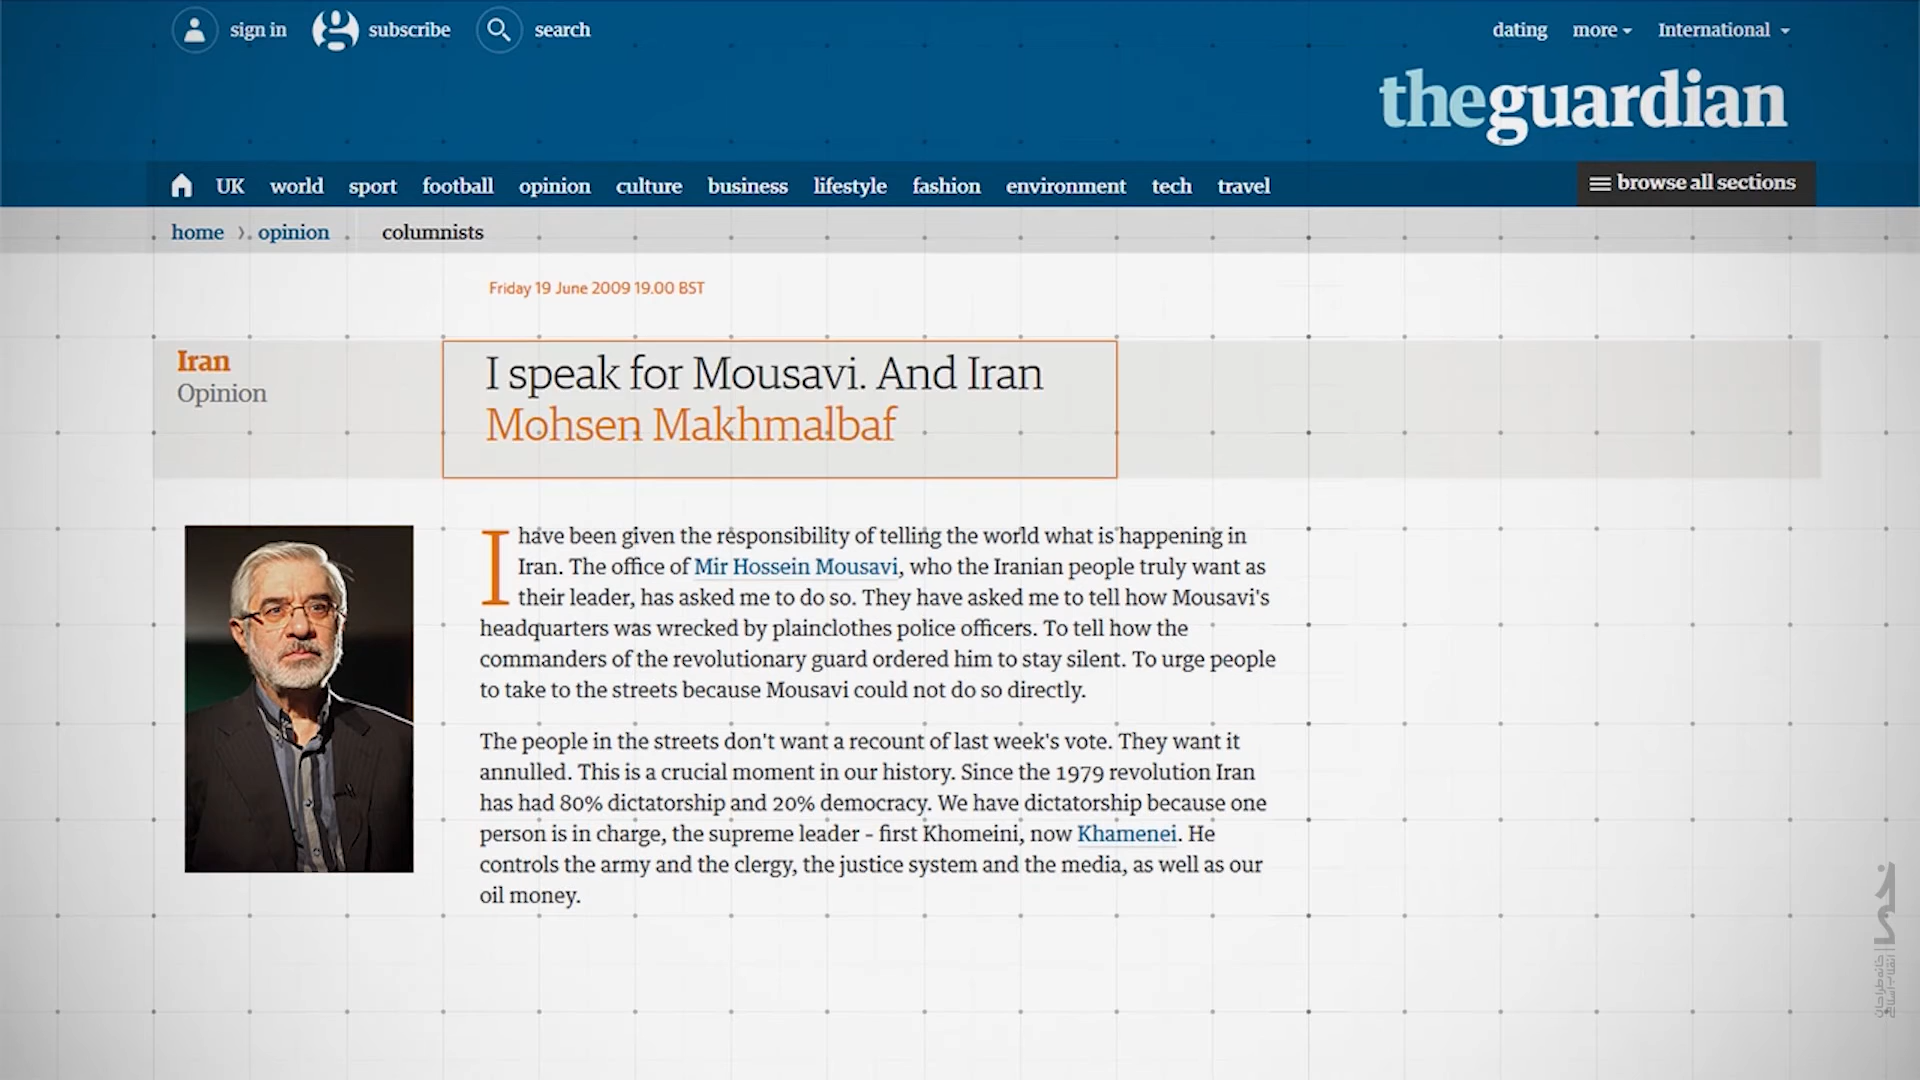 sign in
subscribe
search
dating
more
International
theguardian
UK
world
sport
football
opinion
culture
business
lifestyle
fashion
environment
tech
travel
browse all sections
home › opinion
columnists
Friday 19 June 2009 19.00 BST
Iran
Opinion
I speak for Mousavi. And Iran
Mohsen Makhmalbaf
I have been given the responsibility of telling the world what is happening in
Iran. The office of Mir Hossein Mousavi, who the Iranian people truly want as
their leader, has asked me to do so. They have asked me to tell how Mousavi's
headquarters was wrecked by plainclothes police officers. To tell how the
commanders of the revolutionary guard ordered him to stay silent. To urge people
to take to the streets because Mousavi could not do so directly.
The people in the streets don't want a recount of last week's vote. They want it
annulled. This is a crucial moment in our history. Since the 1979 revolution Iran
has had 80% dictatorship and 20% democracy. We have dictatorship because one
person is in charge, the supreme leader – first Khomeini, now Khamenei. He
controls the army and the clergy, the justice system and the media, as well as our
oil money.
خانه طراحان
انقلاب اسلامی